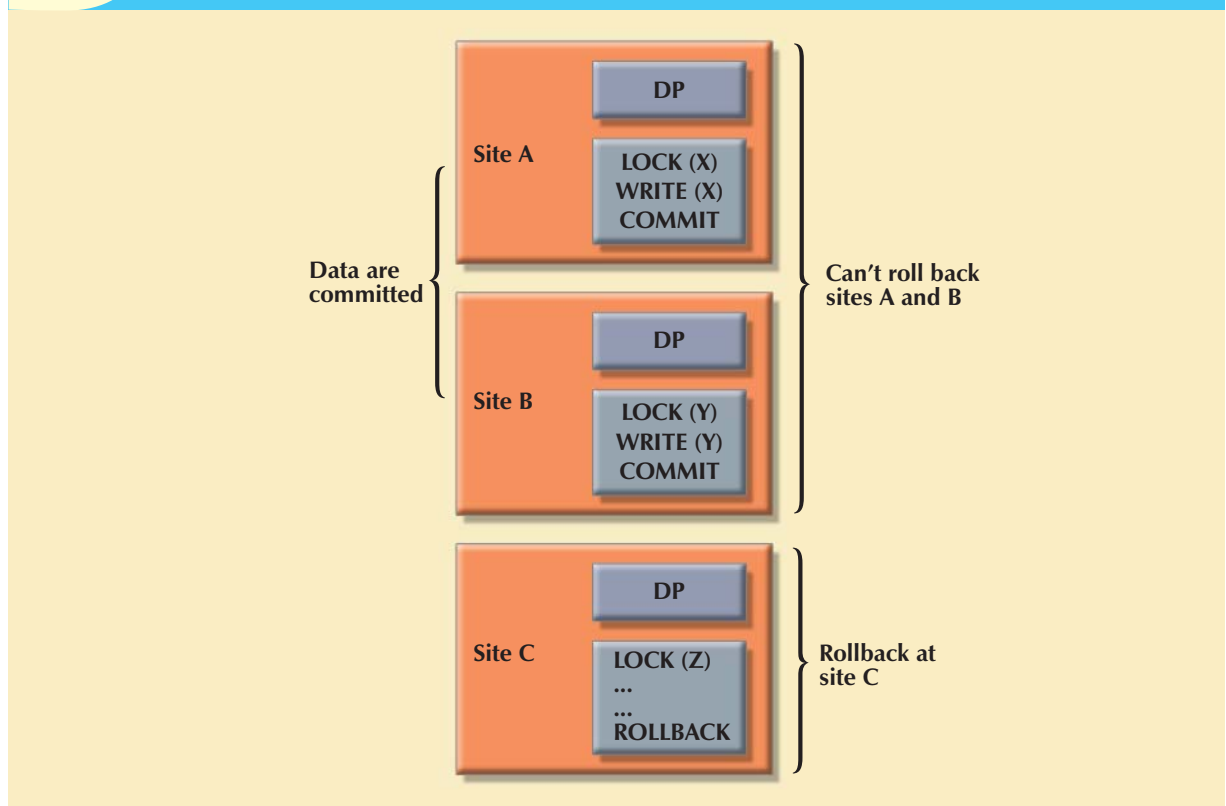 DP
Site A
LOCK (X)
WRITE (X)
COMMIT
Data are
committed
Can't roll back
sites A and B
DP
Site B
LOCK (Y)
WRITE (Y)
COMMIT
DP
Site C
LOCK (Z)
...
...
ROLLBACK
Rollback at
site C